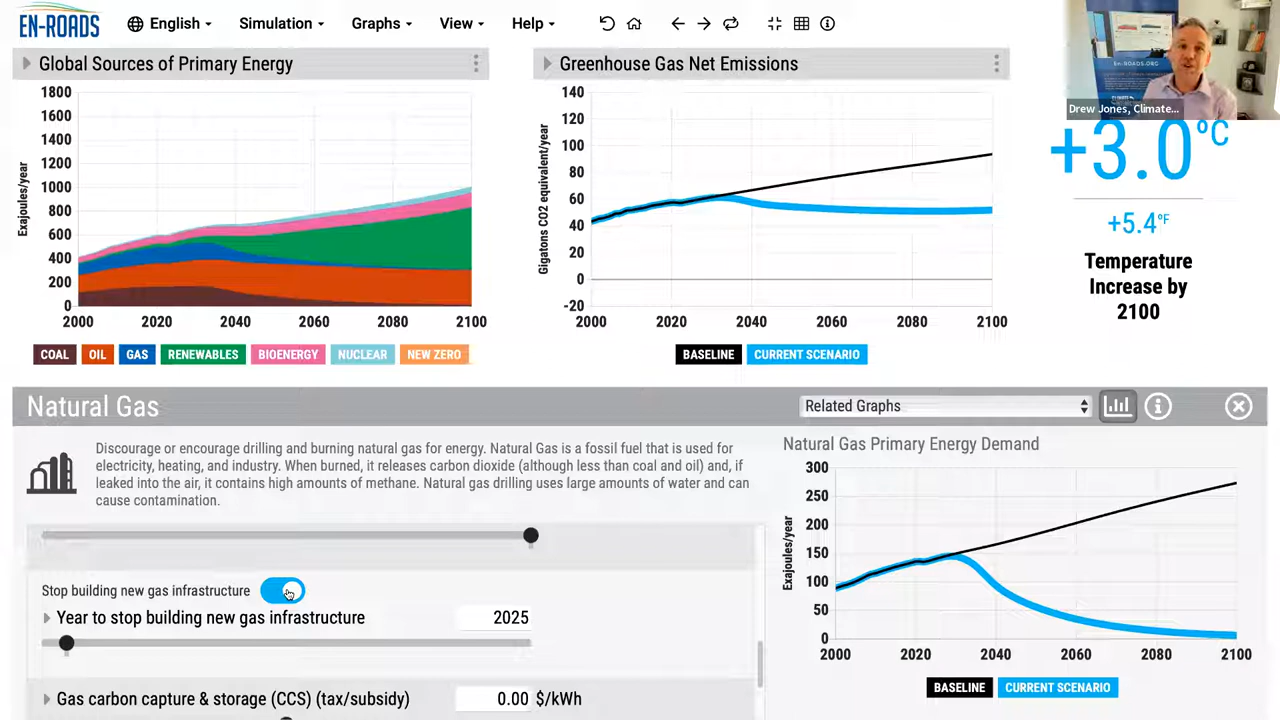 EN-ROADS
English
Simulation
Graphs
View
Help
Global Sources of Primary Energy
Greenhouse Gas Net Emissions
EN-ROADS.ORG
Drew Jones, Climate...
Exajoules/year
1800
1600
1400
1200
1000
800
600
400
200
0
2000 2020 2040 2060 2080 2100
COAL OIL GAS RENEWABLES BIOENERGY NUCLEAR NEW ZERO
Gigatons CO2 equivalent/year
140
120
100
80
60
40
20
0
-20
2000 2020 2040 2060 2080 2100
BASELINE CURRENT SCENARIO
+3.0°C
+5.4°F
Temperature
Increase by
2100
Natural Gas
Related Graphs
Discourage or encourage drilling and burning natural gas for energy. Natural Gas is a fossil fuel that is used for
electricity, heating, and industry. When burned, it releases carbon dioxide (although less than coal and oil) and, if
leaked into the air, it contains high amounts of methane. Natural gas drilling uses large amounts of water and can
cause contamination.
Stop building new gas infrastructure
Year to stop building new gas infrastructure 2025
Gas carbon capture & storage (CCS) (tax/subsidy) 0.00 $/kWh
Natural Gas Primary Energy Demand
Exajoules/year
300
250
200
150
100
50
0
2000 2020 2040 2060 2080 2100
BASELINE CURRENT SCENARIO